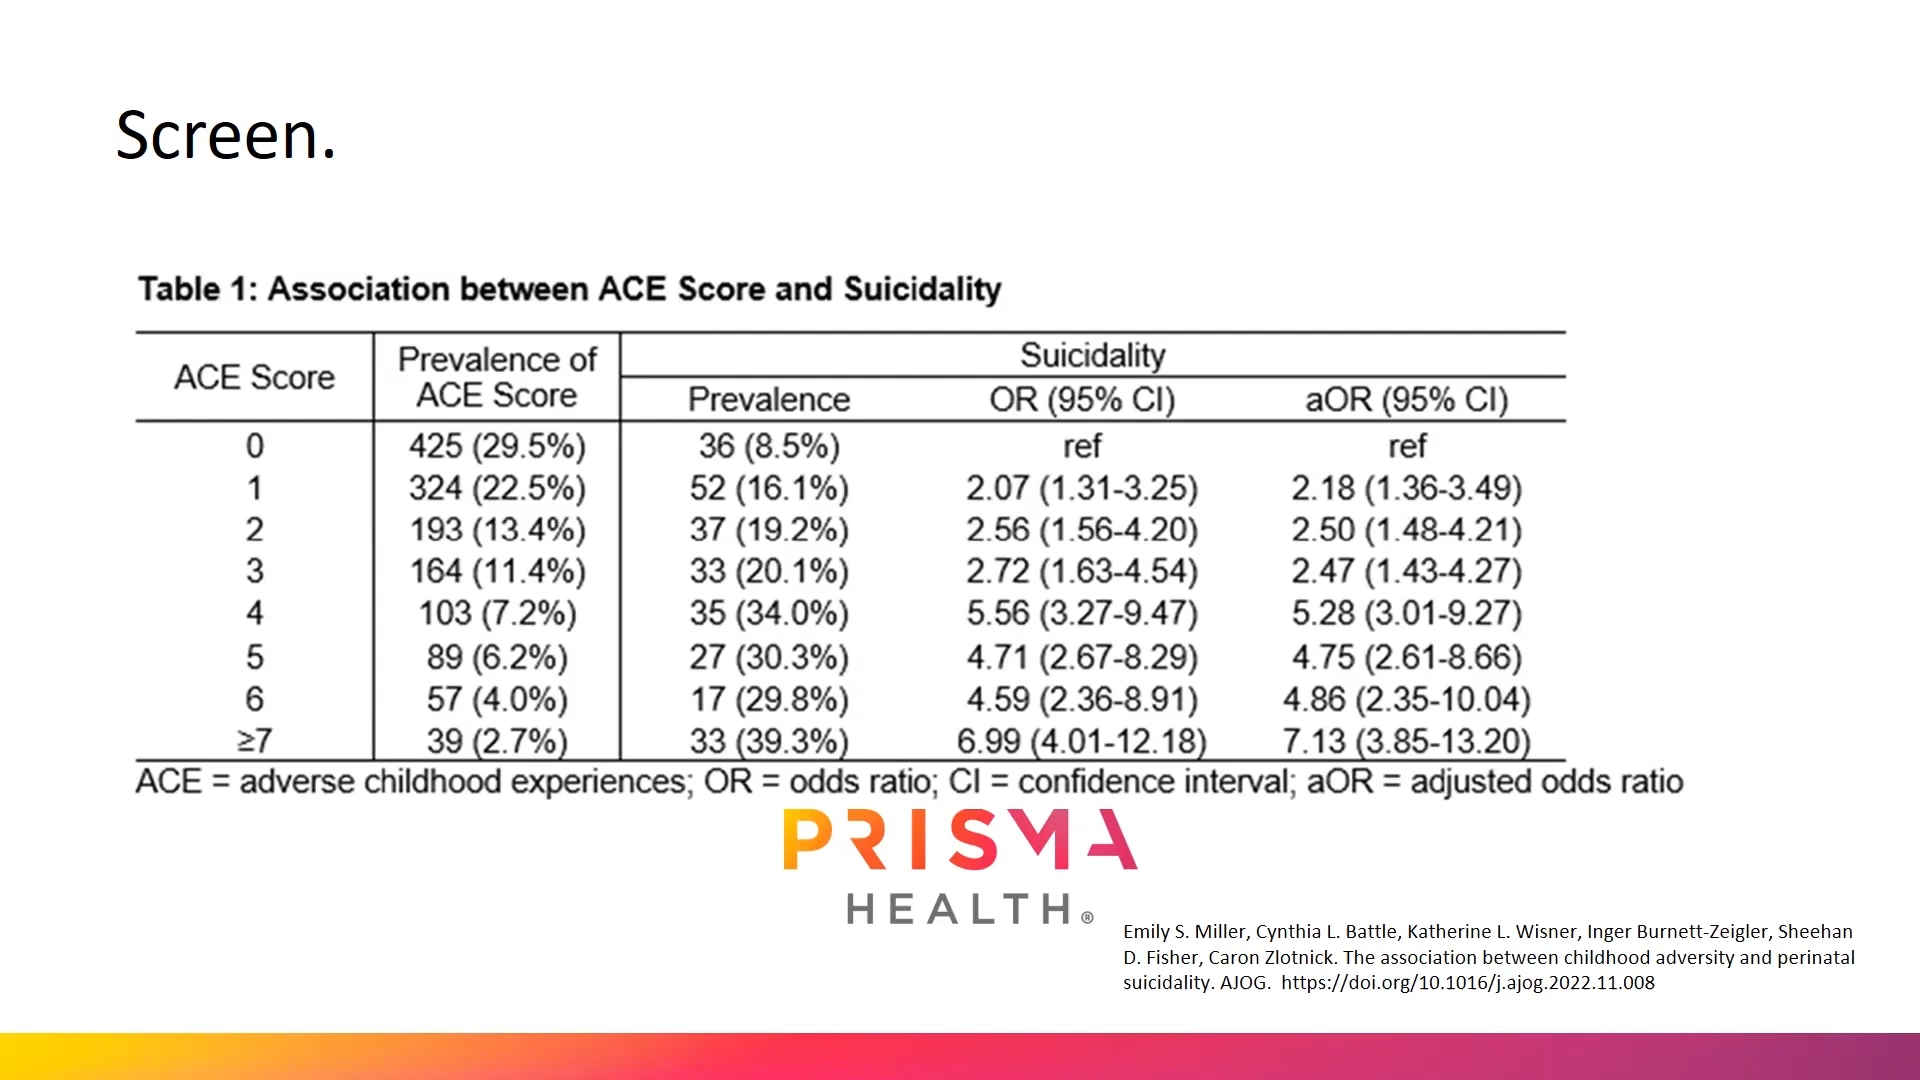 Screen.
Table 1: Association between ACE Score and Suicidality
ACE Score Prevalence of ACE Score Suicidality
Prevalence OR (95% CI) aOR (95% CI)
0 425 (29.5%) 36 (8.5%) ref ref
1 324 (22.5%) 52 (16.1%) 2.07 (1.31-3.25) 2.18 (1.36-3.49)
2 193 (13.4%) 37 (19.2%) 2.56 (1.56-4.20) 2.50 (1.48-4.21)
3 164 (11.4%) 33 (20.1%) 2.72 (1.63-4.54) 2.47 (1.43-4.27)
4 103 (7.2%) 35 (34.0%) 5.56 (3.27-9.47) 5.28 (3.01-9.27)
5 89 (6.2%) 27 (30.3%) 4.71 (2.67-8.29) 4.75 (2.61-8.66)
6 57 (4.0%) 17 (29.8%) 4.59 (2.36-8.91) 4.86 (2.35-10.04)
≥7 39 (2.7%) 33 (39.3%) 6.99 (4.01-12.18) 7.13 (3.85-13.20)
ACE = adverse childhood experiences; OR = odds ratio; CI = confidence interval; aOR = adjusted odds ratio
PRISMA
HEALTH®
Emily S. Miller, Cynthia L. Battle, Katherine L. Wisner, Inger Burnett-Zeigler, Sheehan
D. Fisher, Caron Zlotnick. The association between childhood adversity and perinatal
suicidality. AJOG. https://doi.org/10.1016/j.ajog.2022.11.008